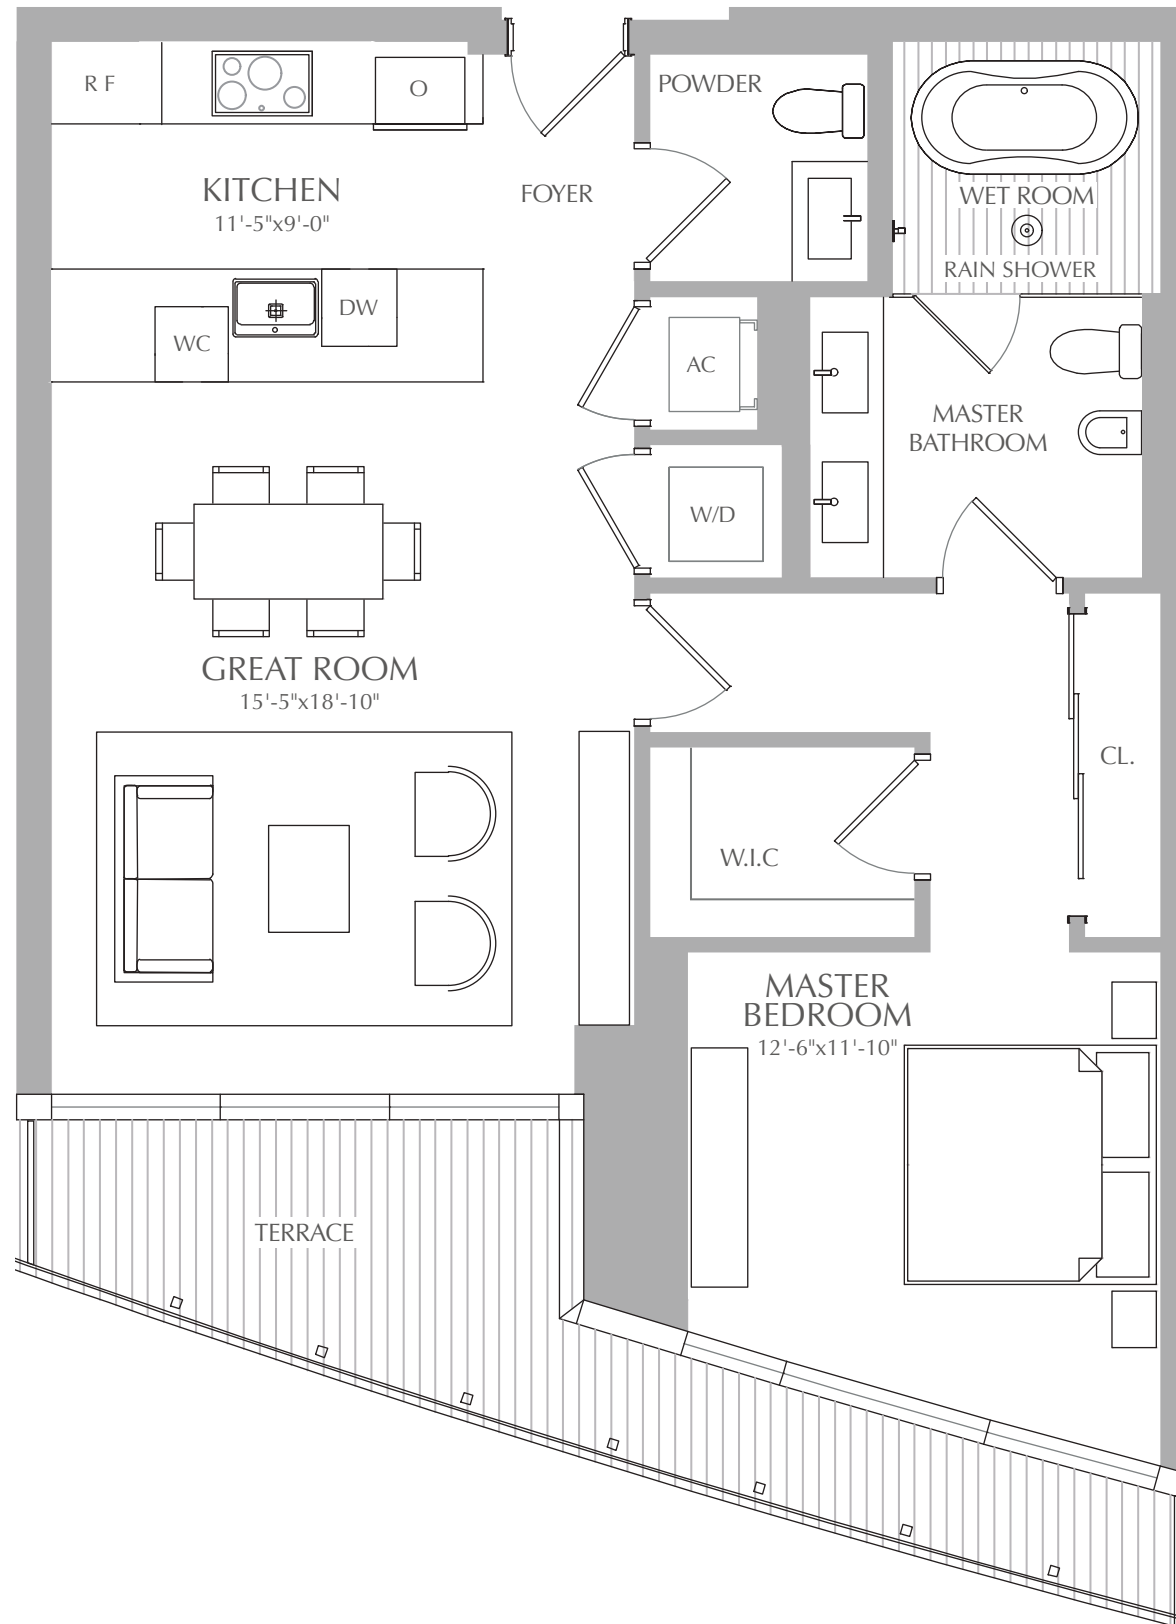 R F
O
POWDER
KITCHEN
11'-5"x9'-0"
FOYER
WET ROOM
RAIN SHOWER
WC
DW
AC
MASTER
BATHROOM
W/D
GREAT ROOM
15'-5"x18'-10"
CL.
W.I.C
MASTER
BEDROOM
12'-6"x11'-10"
TERRACE